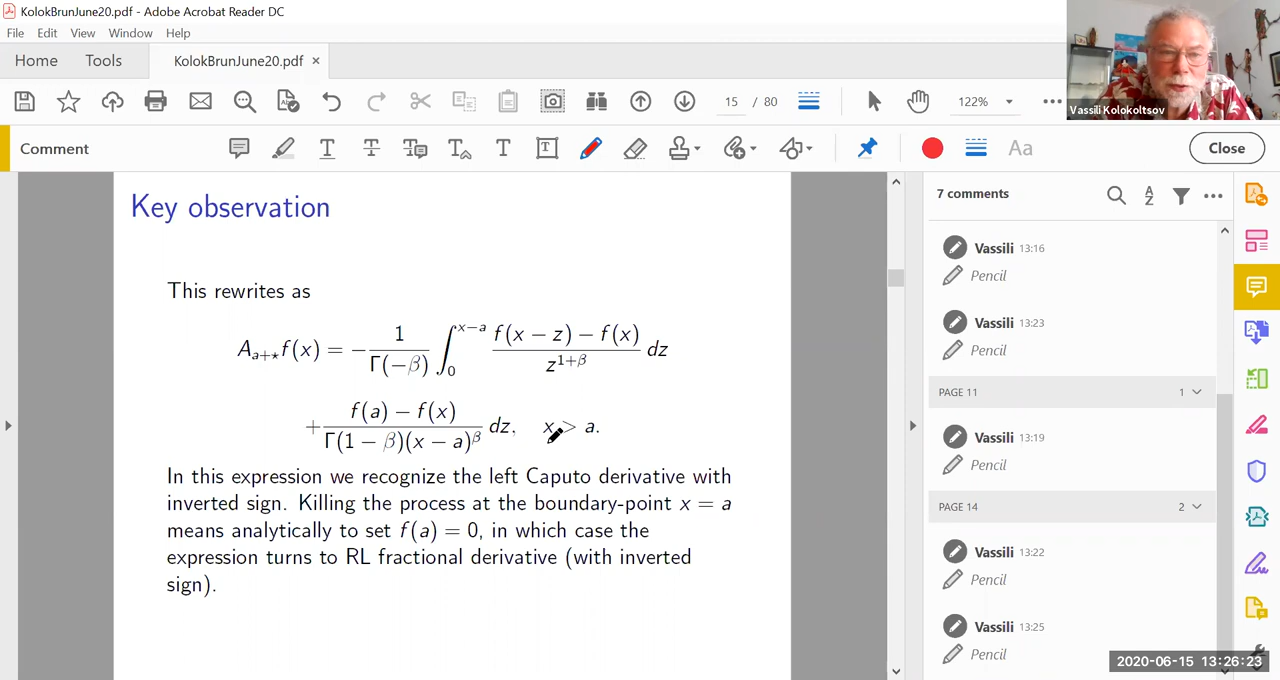 KolokBrunJune20.pdf - Adobe Acrobat Reader DC
File Edit View Window Help
Home Tools KolokBrunJune20.pdf ×
15 / 80 122%
Vassili Kolokoltsov
Comment Aa Close
Key observation
This rewrites as
A_{a+⋆}f(x) = −\frac{1}{Γ(−β)} ∫_0^{x−a} \frac{f(x − z) − f(x)}{z^{1+β}} dz
+\frac{f(a) − f(x)}{Γ(1 − β)(x − a)^β} dz, x > a.
In this expression we recognize the left Caputo derivative with
inverted sign. Killing the process at the boundary-point x = a
means analytically to set f(a) = 0, in which case the
expression turns to RL fractional derivative (with inverted
sign).
7 comments
Vassili 13:16
Pencil
Vassili 13:23
Pencil
PAGE 11 1
Vassili 13:19
Pencil
PAGE 14 2
Vassili 13:22
Pencil
Vassili 13:25
Pencil
2020-06-15 13:26:23